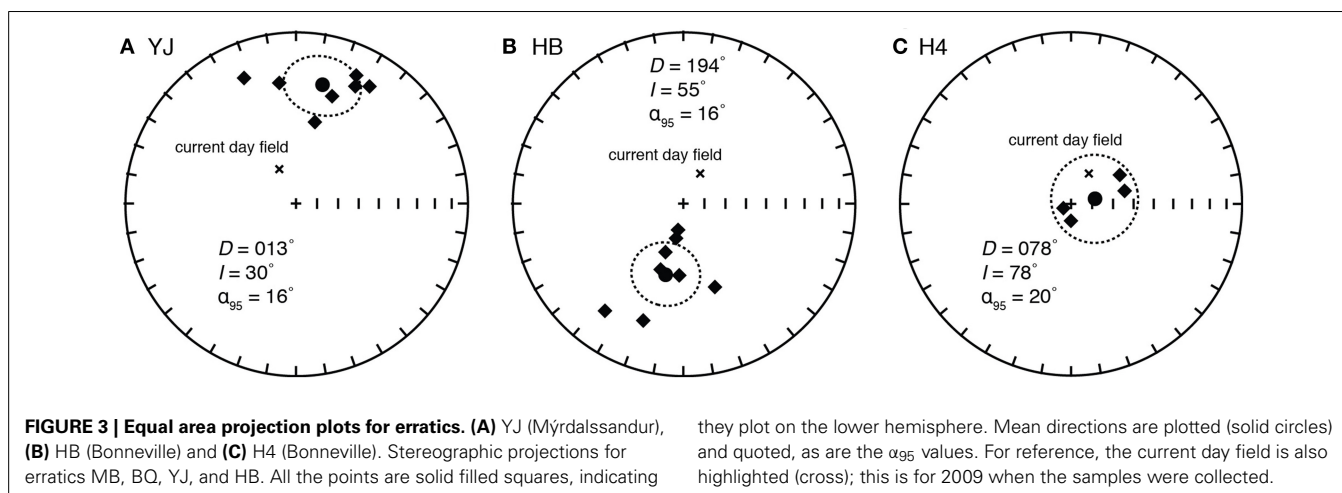 A YJ
current day field
D = 013°
I = 30°
α95 = 16°
B HB
D = 194°
I = 55°
α95 = 16°
current day field
C H4
current day field
D = 078°
I = 78°
α95 = 20°
FIGURE 3 | Equal area projection plots for erratics. (A) YJ (Mýrdalssandur),
(B) HB (Bonneville) and (C) H4 (Bonneville). Stereographic projections for
erratics MB, BQ, YJ, and HB. All the points are solid filled squares, indicating
they plot on the lower hemisphere. Mean directions are plotted (solid circles)
and quoted, as are the α95 values. For reference, the current day field is also
highlighted (cross); this is for 2009 when the samples were collected.